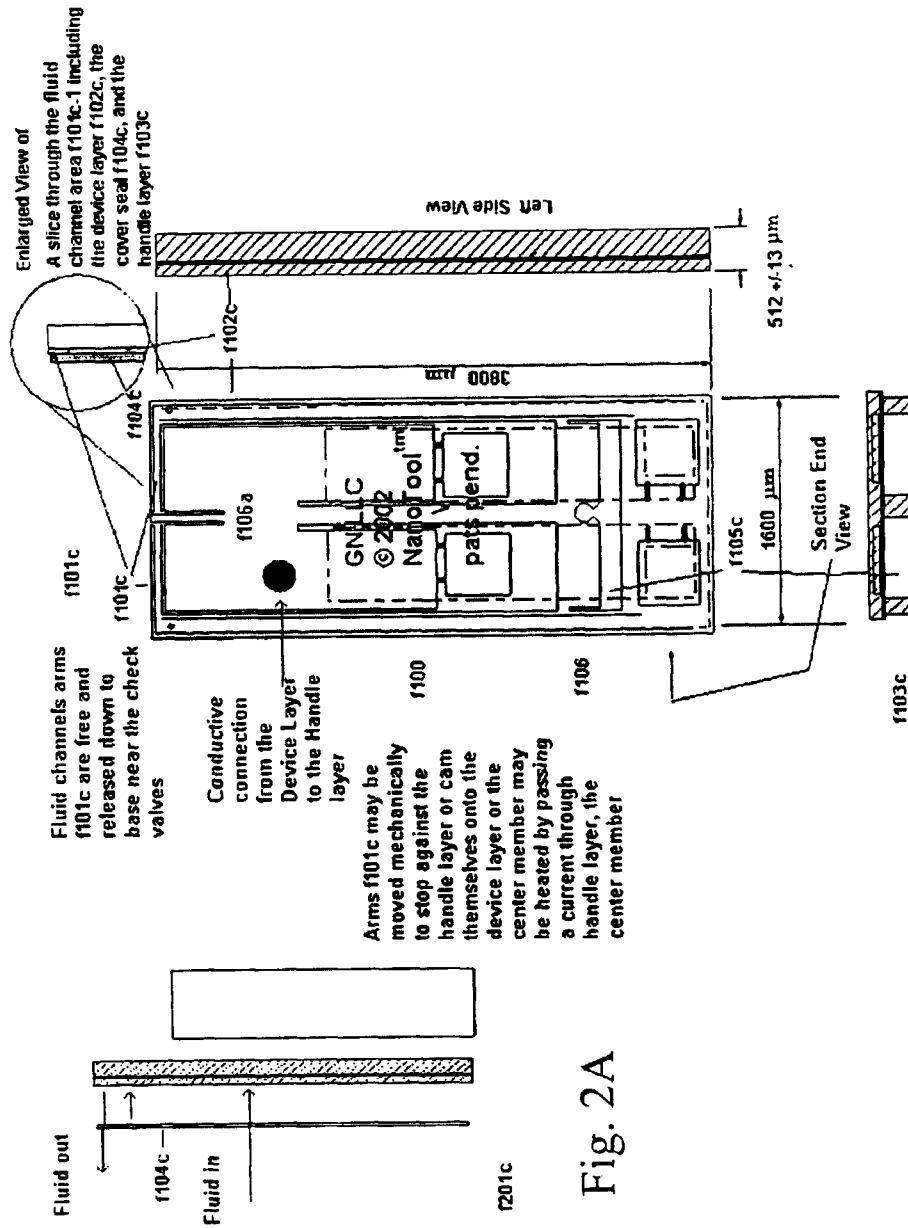 Enlarged View of
A slice through the fluid
channel area f101c-1 including
the device layer f102c, the
cover seal f104c, and the
handle layer f103c
Left Side View
512 +/-13 µm
f102c
f104c
3800 µm
f101c
f101c
f106a
GN LLC
© 2002
NanoTool tm
pats pend.
1600 µm
f105c
Section End
View
f103c
Fluid channels arms
f101c are free and
released down to
base near the check
valves
Conductive
connection
from the
Device Layer
to the Handle
layer
f100
f106
Arms f101c may be
moved mechanically
to stop against the
handle layer or cam
themselves onto the
device layer or the
center member may
be heated by passing
a current through
handle layer, the
center member
Fluid out
f104c
Fluid in
f201c
Fig. 2A